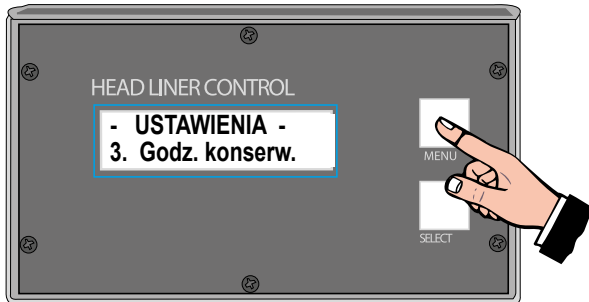 HEAD LINER CONTROL
- USTAWIENIA -
3. Godz. konserw.
MENU
SELECT